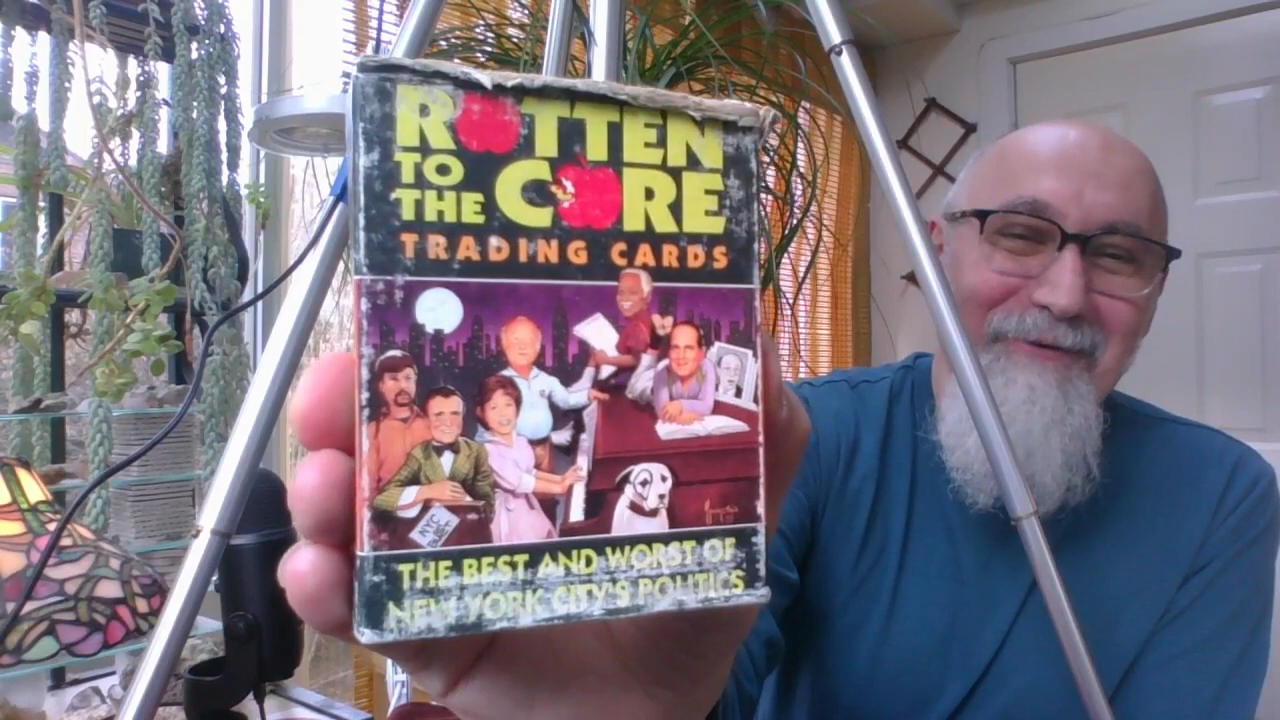 ROTTEN
TO
THE CORE
TRADING CARDS
NYC
THE BEST AND WORST OF
NEW YORK CITY'S POLITICS